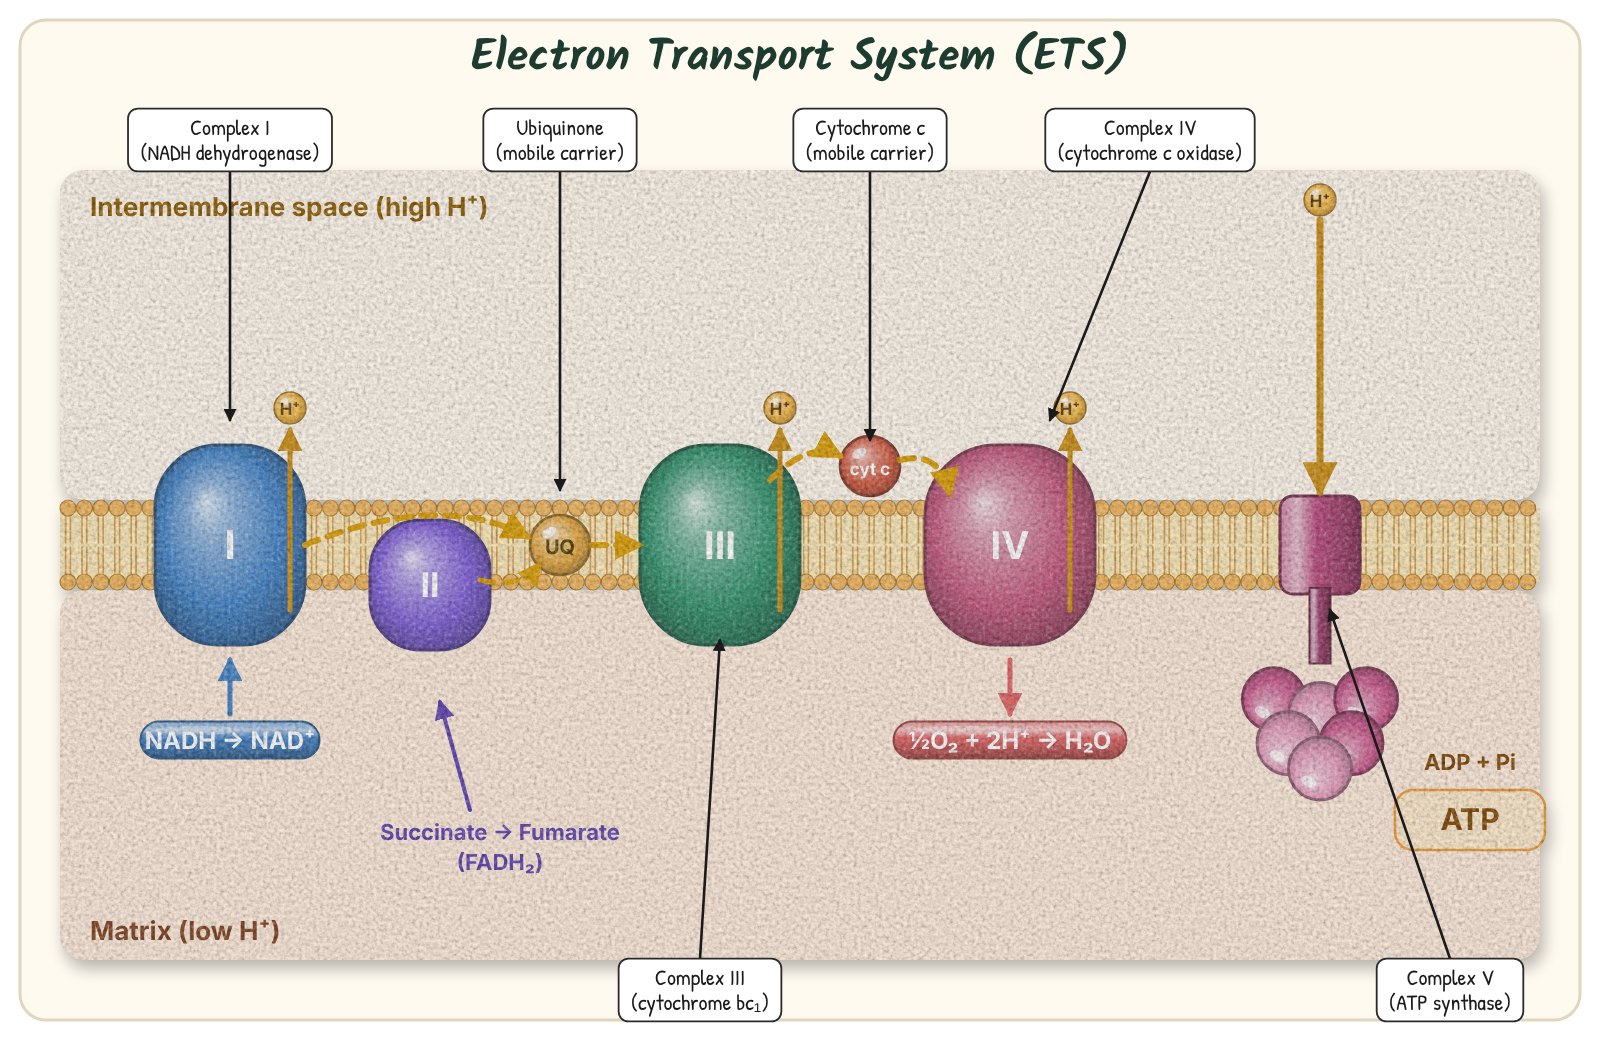 Electron Transport System (ETS)
Complex I
(NADH dehydrogenase)
Ubiquinone
(mobile carrier)
Cytochrome c
(mobile carrier)
Complex IV
(cytochrome c oxidase)
Intermembrane space (high H⁺)
H⁺
H⁺
H⁺
H⁺
cyt c
I
II
UQ
III
IV
NADH → NAD⁺
½O₂ + 2H⁺ → H₂O
ADP + Pi
ATP
Succinate → Fumarate
(FADH₂)
Matrix (low H⁺)
Complex III
(cytochrome bc₁)
Complex V
(ATP synthase)